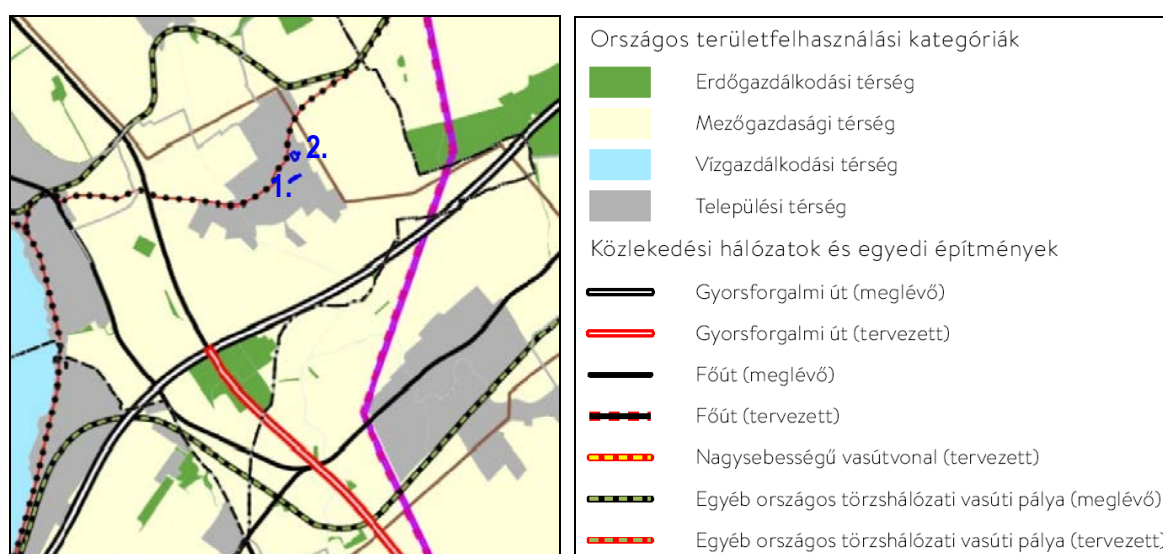 2.
1.
Országos területfelhasználási kategóriák
Erdőgazdálkodási térség
Mezőgazdasági térség
Vízgazdálkodási térség
Települési térség
Közlekedési hálózatok és egyedi építmények
Gyorsforgalmi út (meglévő)
Gyorsforgalmi út (tervezett)
Főút (meglévő)
Főút (tervezett)
Nagysebességű vasútvonal (tervezett)
Egyéb országos törzshálózati vasúti pálya (meglévő)
Egyéb országos törzshálózati vasúti pálya (tervezett)